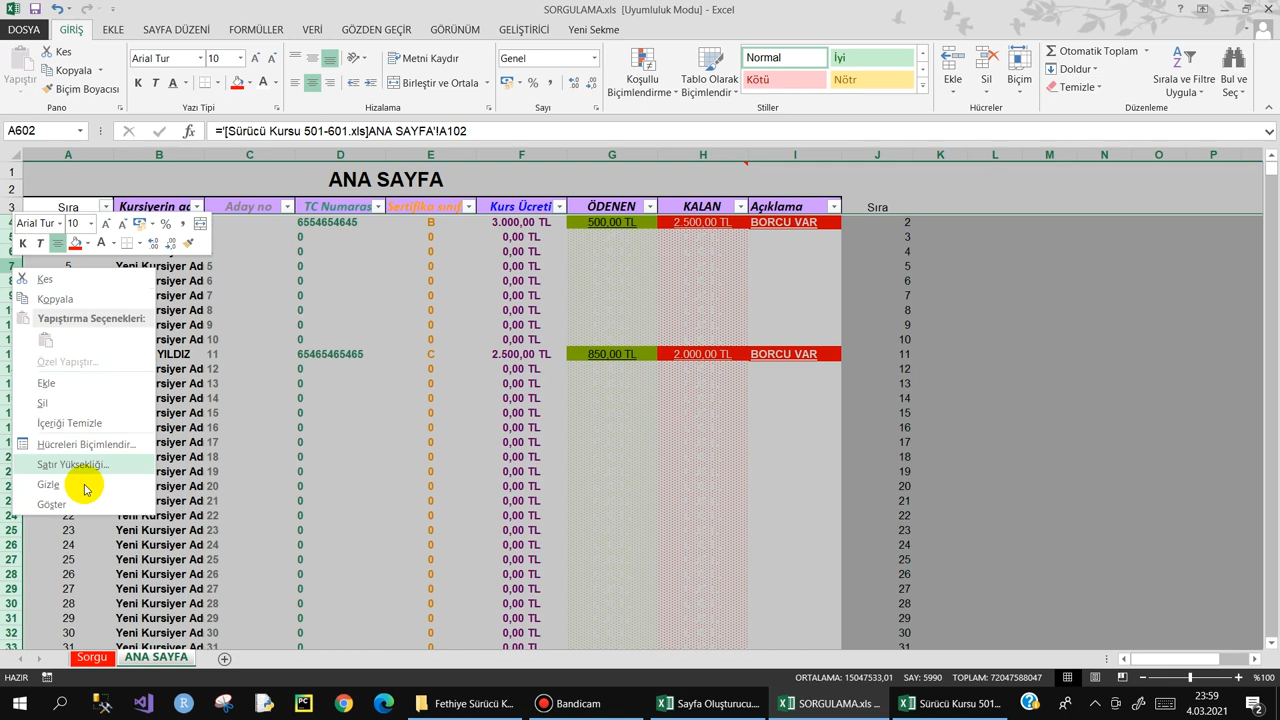 SORGULAMA.xls [Uyumluluk Modu] - Excel
DOSYA GİRİŞ EKLE SAYFA DÜZENİ FORMÜLLER VERİ GÖZDEN GEÇİR GÖRÜNÜM GELİŞTİRİCİ Yeni Sekme
Yapıştır
Kes
Kopyala
Biçim Boyacısı
Pano
Arial Tur 10
K T A
Yazı Tipi
Metni Kaydır
Birleştir ve Ortala
Hizalama
Genel
Sayı
Koşullu Biçimlendirme
Tablo Olarak Biçimlendir
Normal İyi
Kötü Nötr
Stiller
Ekle Sil Biçim
Hücreler
Otomatik Toplam
Doldur
Temizle
Sırala ve Filtre Uygula
Bul ve Seç
Düzenleme
A602 fx ='[Sürücü Kursu 501-601.xls]ANA SAYFA'!A102
A B C D E F G H I J K L M N O P
1 ANA SAYFA
2
3 Sıra Kursiyerin ad Aday no TC Numaras Sertifika sınıf Kurs Ücreti ÖDENEN KALAN Açıklama Sıra
4 6554654645 B 3.000,00 TL 500,00 TL 2.500,00 TL BORCU VAR 2
0 0 0,00 TL 3
0 0 0,00 TL 4
7 5 Yeni Kursiyer Ad 5 0 0 0,00 TL 5
rsiyer Ad 6 0 0 0,00 TL 6
rsiyer Ad 7 0 0 0,00 TL 7
rsiyer Ad 8 0 0 0,00 TL 8
rsiyer Ad 9 0 0 0,00 TL 9
rsiyer Ad 10 0 0 0,00 TL 10
YILDIZ 11 65465465465 C 2.500,00 TL 850,00 TL 2.000,00 TL BORCU VAR 11
rsiyer Ad 12 0 0 0,00 TL 12
rsiyer Ad 13 0 0 0,00 TL 13
rsiyer Ad 14 0 0 0,00 TL 14
rsiyer Ad 15 0 0 0,00 TL 15
rsiyer Ad 16 0 0 0,00 TL 16
rsiyer Ad 17 0 0 0,00 TL 17
rsiyer Ad 18 0 0 0,00 TL 18
rsiyer Ad 19 0 0 0,00 TL 19
rsiyer Ad 20 0 0 0,00 TL 20
rsiyer Ad 21 0 0 0,00 TL 21
24 22 Yeni Kursiyer Ad 22 0 0 0,00 TL 22
25 23 Yeni Kursiyer Ad 23 0 0 0,00 TL 23
26 24 Yeni Kursiyer Ad 24 0 0 0,00 TL 24
27 25 Yeni Kursiyer Ad 25 0 0 0,00 TL 25
28 26 Yeni Kursiyer Ad 26 0 0 0,00 TL 26
29 27 Yeni Kursiyer Ad 27 0 0 0,00 TL 27
30 28 Yeni Kursiyer Ad 28 0 0 0,00 TL 28
31 29 Yeni Kursiyer Ad 29 0 0 0,00 TL 29
32 30 Yeni Kursiyer Ad 30 0 0 0,00 TL 30
33 31 Yeni Kursiyer Ad 31 0 0 0,00 TL 31
Arial Tur 10 A A %
K T A
Kes
Kopyala
Yapıştırma Seçenekleri:
Özel Yapıştır...
Ekle
Sil
İçeriği Temizle
Hücreleri Biçimlendir...
Satır Yüksekliği...
Gizle
Göster
Sorgu ANA SAYFA
HAZIR ORTALAMA: 15047533,01 SAY: 5990 TOPLAM: 72047588047 %100
Fethiye Sürücü K... Bandicam Sayfa Oluşturucu.... SORGULAMA.xls ... Sürücü Kursu 501...
23:59
4.03.2021
2